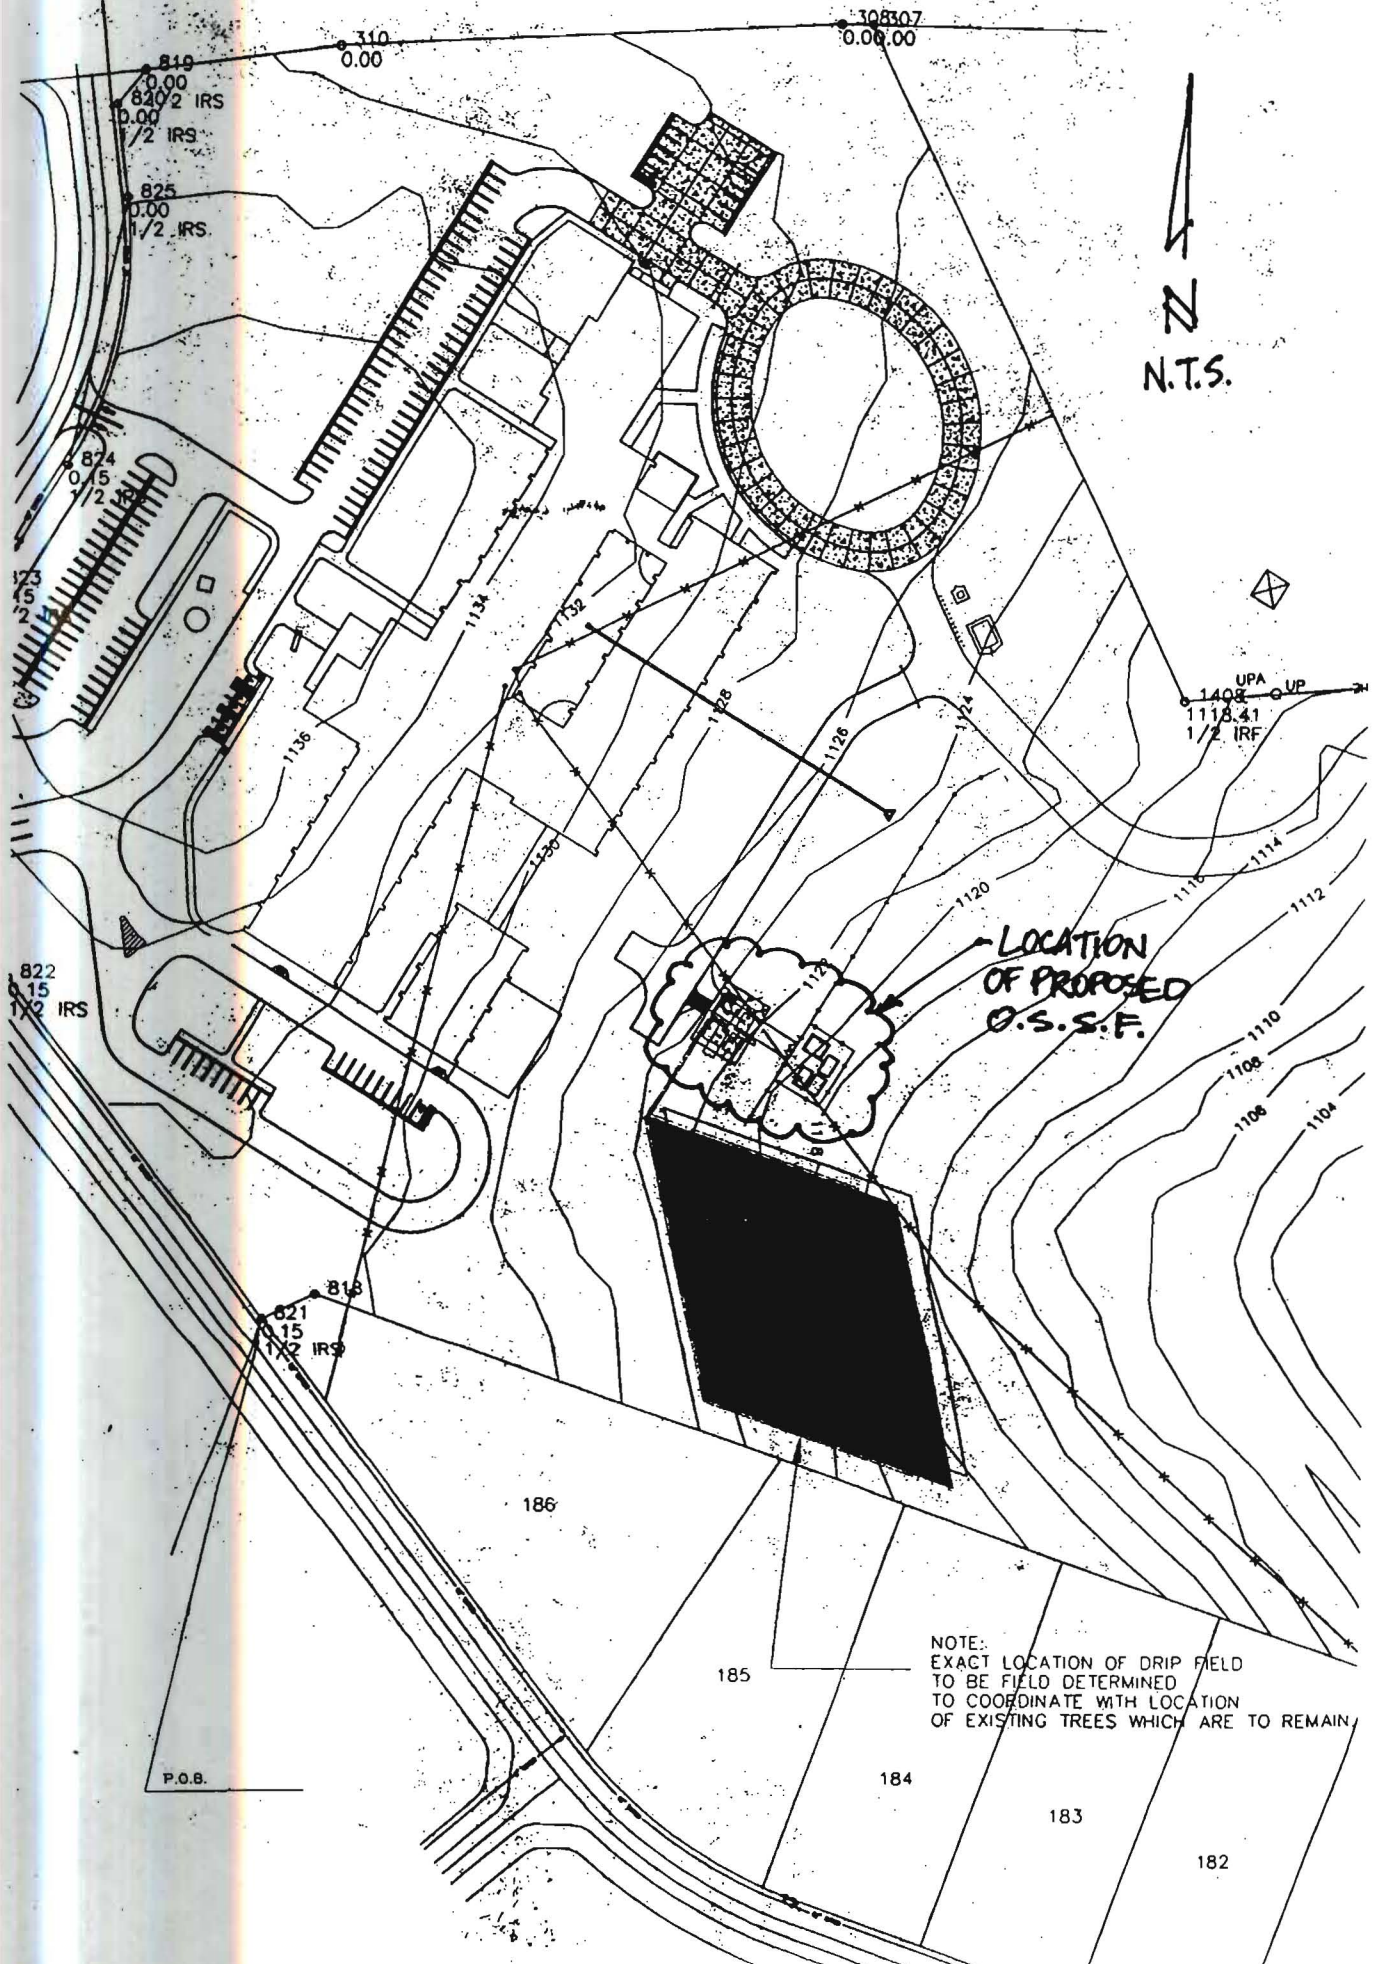 310
0.00
308307
0.00.00
819
0.00
820/2 IRS
0.00
1/2 IRS
825
0.00
1/2 IRS
N
N.T.S.
824
0.15
1/2
1134
1132
1128
1126
1124
1136
1130
UPA
UP
1408
1118.41
1/2 IRF
1114
1116
1112
1120
1122
LOCATION
OF PROPOSED
O.S.S.F.
822
0.15
1/2 IRS
1110
1108
1106
1104
1118
818
821
0.15
1/2 IRS
186
185
NOTE:
EXACT LOCATION OF DRIP FIELD
TO BE FIELD DETERMINED
TO COORDINATE WITH LOCATION
OF EXISTING TREES WHICH ARE TO REMAIN
P.O.B.
184
183
182